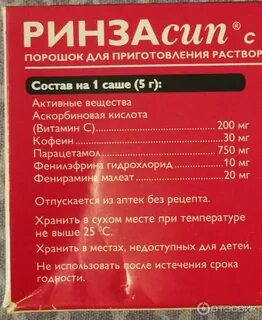 РИНЗАсип® с
ПОРОШОК ДЛЯ ПРИГОТОВЛЕНИЯ РАСТВОР
Состав на 1 саше (5 г):
Активные вещества
Аскорбиновая кислота
(Витамин С) 200 мг
Кофеин 30 мг
Парацетамол 750 мг
Фенилэфрина гидрохлорид 10 мг
Фенирамина малеат 20 мг
Отпускается из аптек без рецепта.
Хранить в сухом месте при температуре
не выше 25 °С.
Хранить в местах, недоступных для детей.
Не использовать после истечения срока
годности.